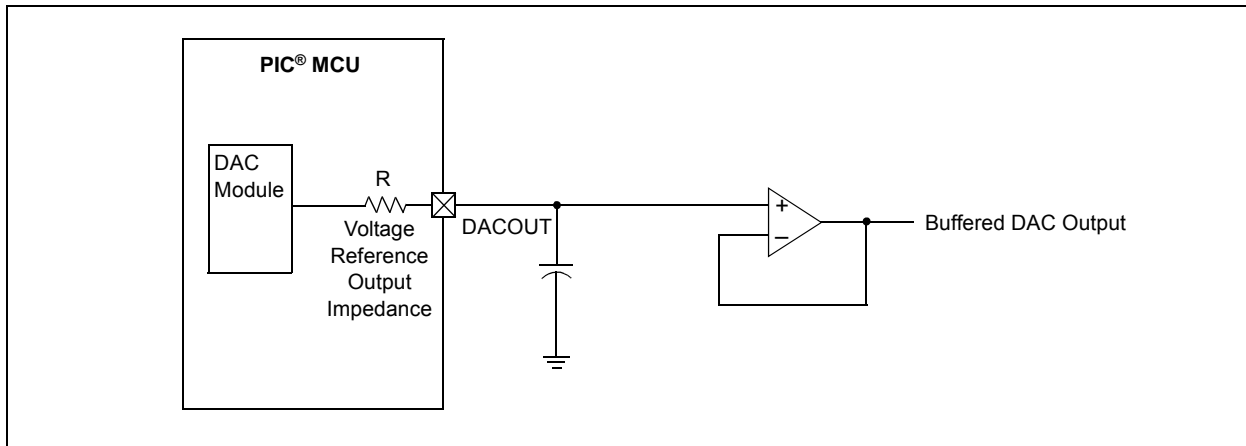 PIC® MCU
DAC
Module
R
Voltage
Reference
Output
Impedance
DACOUT
+
–
Buffered DAC Output